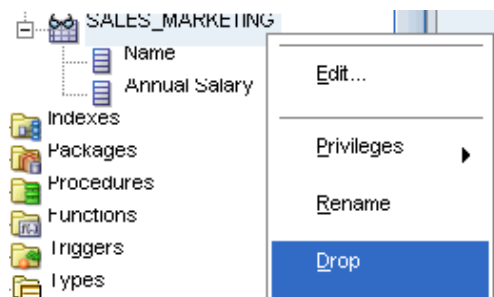 SALES_MARKETING
Name
Annual Salary
Indexes
Packages
Procedures
Functions
Triggers
Types
Edit...
Privileges
Rename
Drop